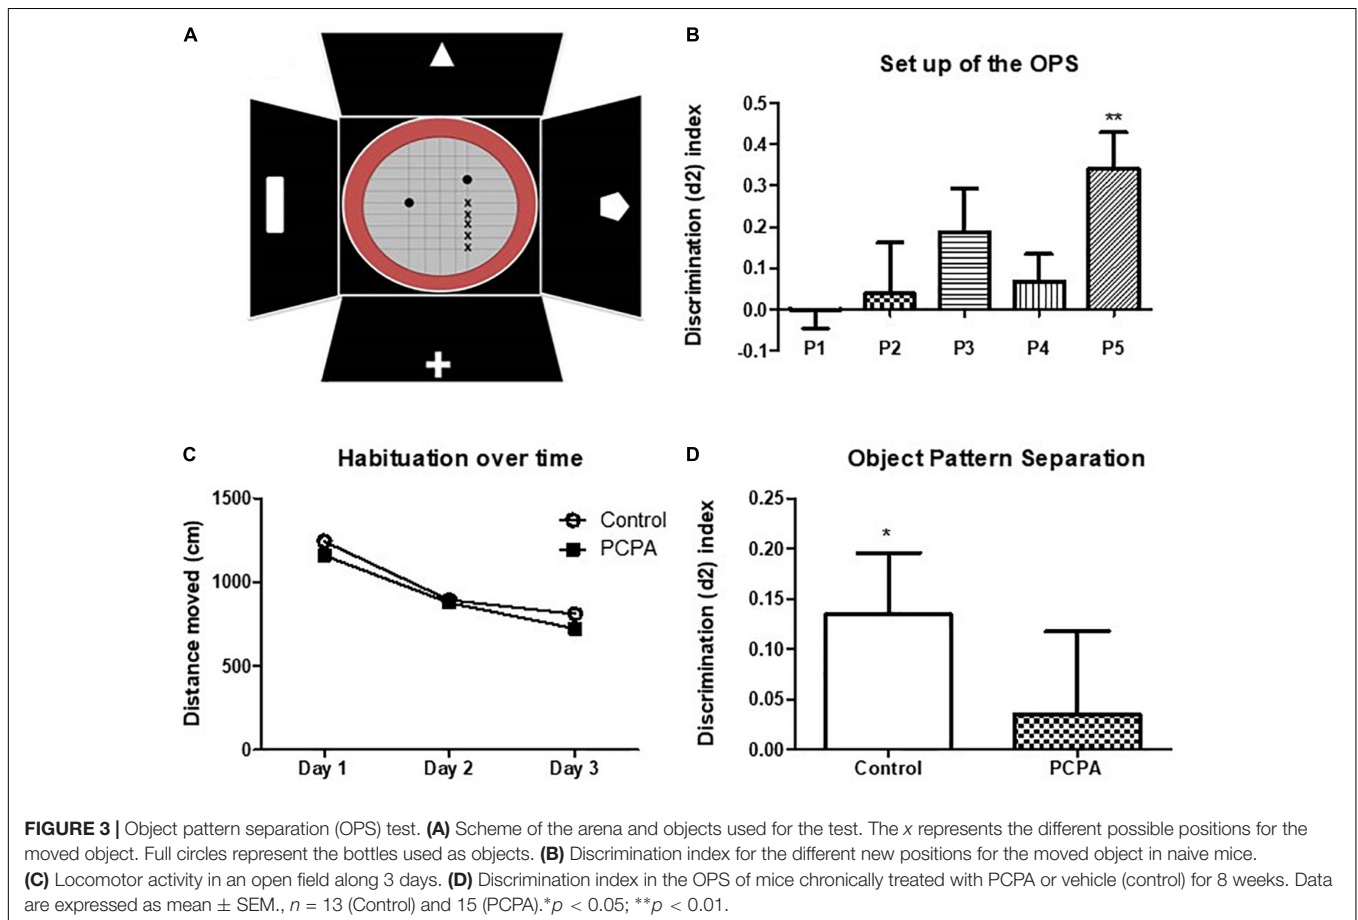 A
B
Set up of the OPS
Discrimination (d2) index
0.5
0.4
0.3
0.2
0.1
0.0
-0.1
**
P1 P2 P3 P4 P5
x
x
x
x
x
C
Habituation over time
Distance moved (cm)
1500
1000
500
0
Control
PCPA
Day 1 Day 2 Day 3
D
Object Pattern Separation
Discrimination (d2) index
0.25
0.20
0.15
0.10
0.05
0.00
*
Control PCPA
FIGURE 3 | Object pattern separation (OPS) test. (A) Scheme of the arena and objects used for the test. The x represents the different possible positions for the
moved object. Full circles represent the bottles used as objects. (B) Discrimination index for the different new positions for the moved object in naive mice.
(C) Locomotor activity in an open field along 3 days. (D) Discrimination index in the OPS of mice chronically treated with PCPA or vehicle (control) for 8 weeks. Data
are expressed as mean ± SEM., n = 13 (Control) and 15 (PCPA).*p < 0.05; **p < 0.01.